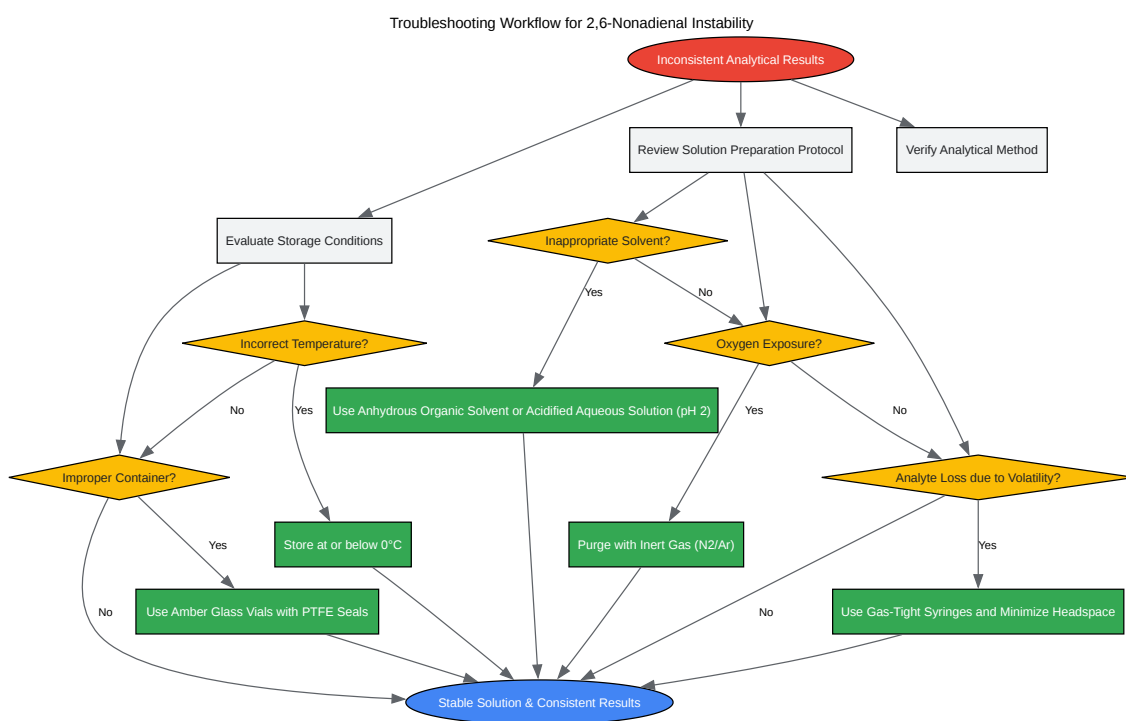 Troubleshooting Workflow for 2,6-Nonadienal Instability
Inconsistent Analytical Results
Review Solution Preparation Protocol
Verify Analytical Method
Evaluate Storage Conditions
Inappropriate Solvent?
Yes
No
Incorrect Temperature?
Oxygen Exposure?
No
Yes
Use Anhydrous Organic Solvent or Acidified Aqueous Solution (pH 2)
Yes
No
Improper Container?
Analyte Loss due to Volatility?
Yes
Store at or below 0°C
Purge with Inert Gas (N2/Ar)
Yes
No
Use Amber Glass Vials with PTFE Seals
No
Use Gas-Tight Syringes and Minimize Headspace
Stable Solution & Consistent Results